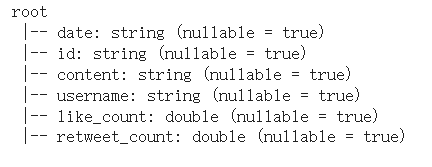 root
 |-- date: string (nullable = true)
 |-- id: string (nullable = true)
 |-- content: string (nullable = true)
 |-- username: string (nullable = true)
 |-- like_count: double (nullable = true)
 |-- retweet_count: double (nullable = true)